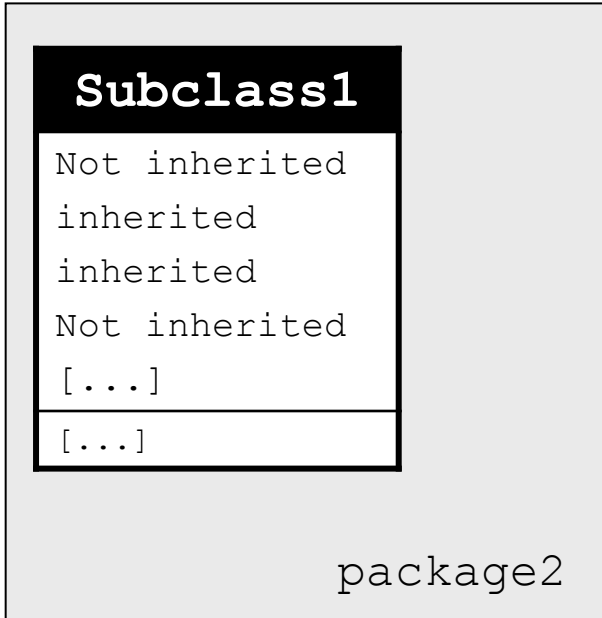 Subclass1
Not inherited
inherited
inherited
Not inherited
[...]
[...]
package2